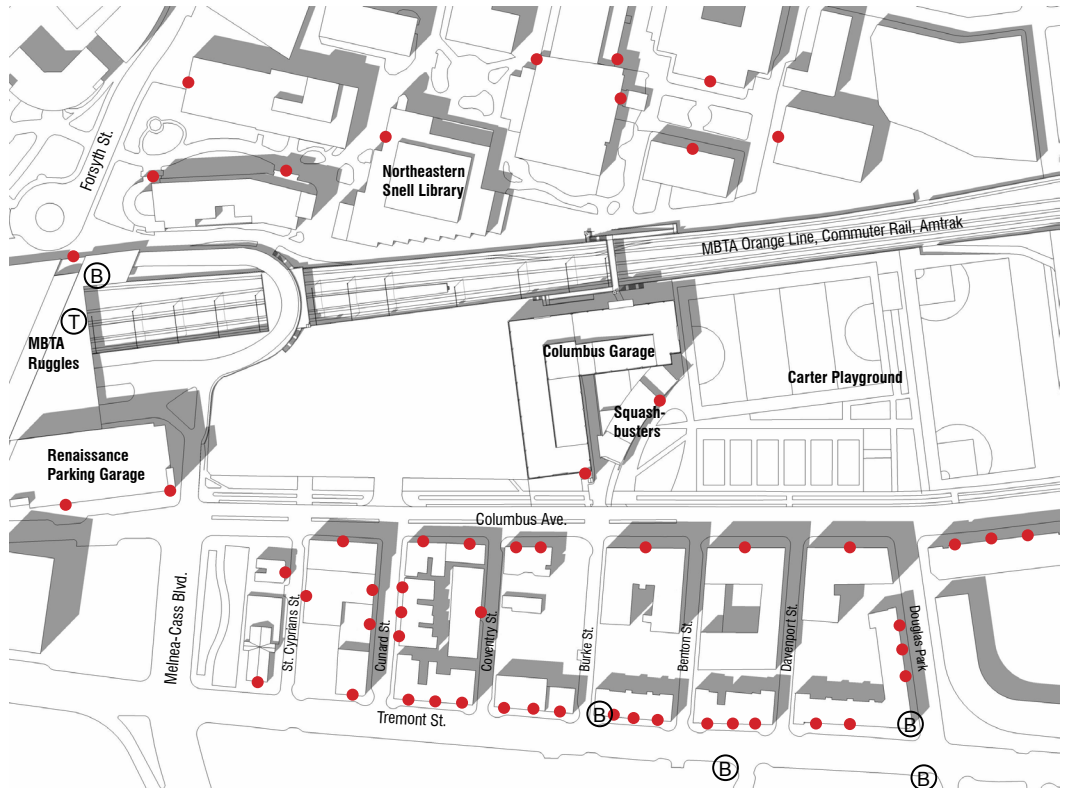 Forsyth St.
Northeastern
Snell Library
MBTA Orange Line, Commuter Rail, Amtrak
B
T
MBTA
Ruggles
Columbus Garage
Carter Playground
Squash-
busters
Renaissance
Parking Garage
Columbus Ave.
Melnea-Cass Blvd.
St. Cyprians St.
Cunard St.
Coventry St.
Burke St.
Benton St.
Davenport St.
Douglas Park
Tremont St.
B
B
B
B